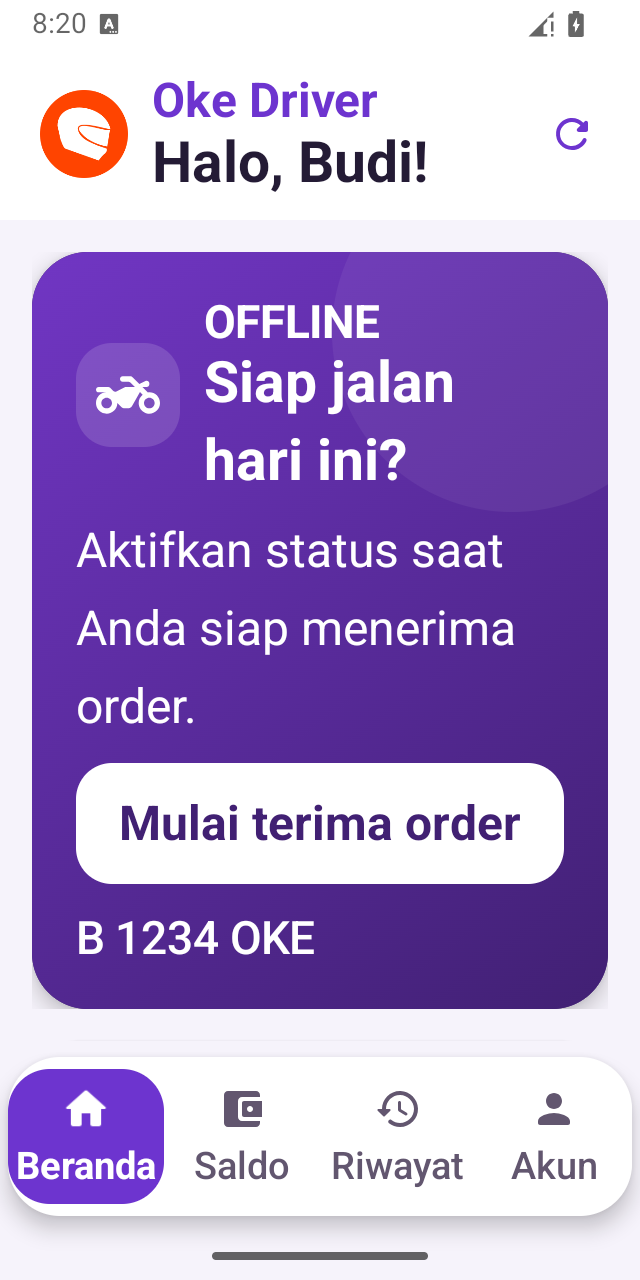 8:20
Oke Driver
Halo, Budi!
OFFLINE
Siap jalan
hari ini?
Aktifkan status saat
Anda siap menerima
order.
Mulai terima order
B 1234 OKE
Beranda
Saldo
Riwayat
Akun